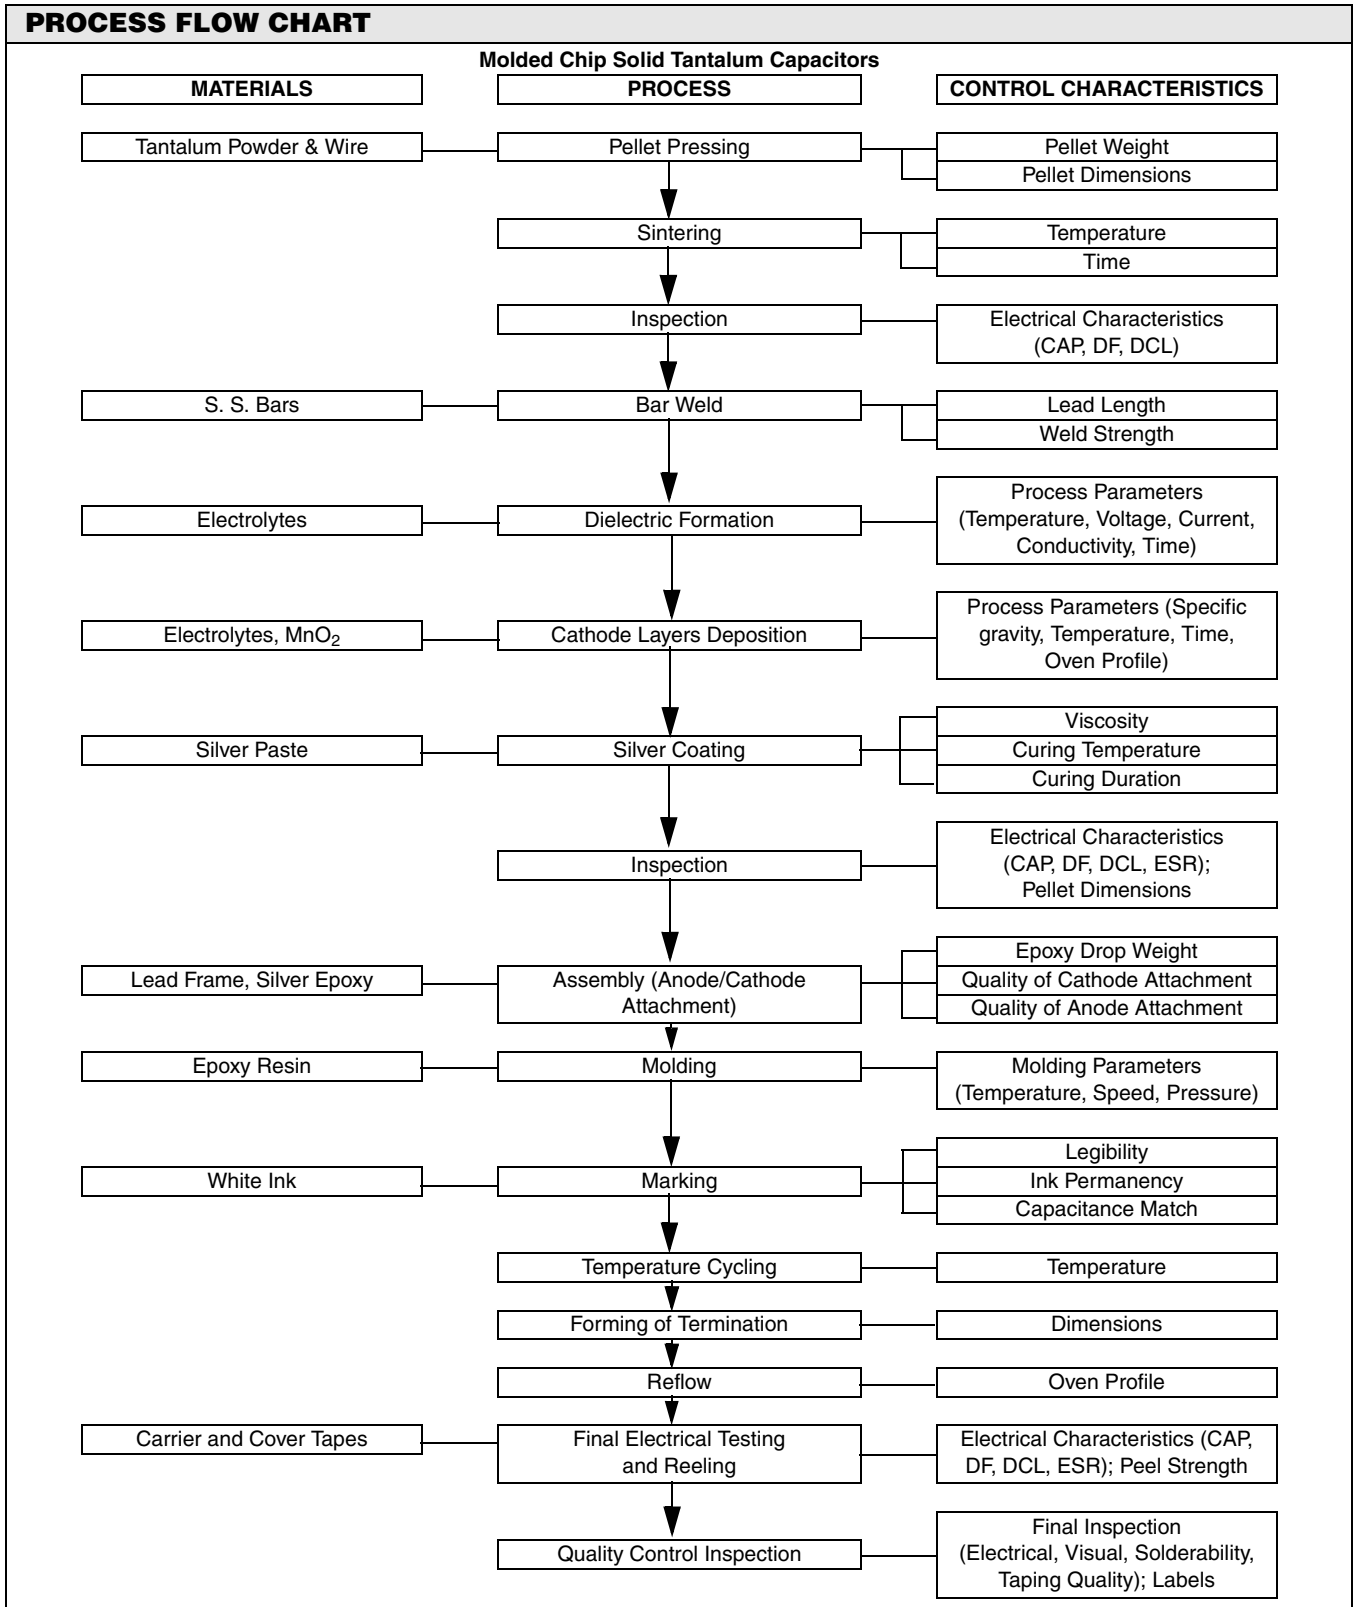 PROCESS FLOW CHART
Molded Chip Solid Tantalum Capacitors
MATERIALS
PROCESS
CONTROL CHARACTERISTICS
Tantalum Powder & Wire
Pellet Pressing
Pellet Weight
Pellet Dimensions
Sintering
Temperature
Time
Inspection
Electrical Characteristics
(CAP, DF, DCL)
S. S. Bars
Bar Weld
Lead Length
Weld Strength
Electrolytes
Dielectric Formation
Process Parameters
(Temperature, Voltage, Current,
Conductivity, Time)
Electrolytes, MnO2
Cathode Layers Deposition
Process Parameters (Specific
gravity, Temperature, Time,
Oven Profile)
Silver Paste
Silver Coating
Viscosity
Curing Temperature
Curing Duration
Inspection
Electrical Characteristics
(CAP, DF, DCL, ESR);
Pellet Dimensions
Lead Frame, Silver Epoxy
Assembly (Anode/Cathode
Attachment)
Epoxy Drop Weight
Quality of Cathode Attachment
Quality of Anode Attachment
Epoxy Resin
Molding
Molding Parameters
(Temperature, Speed, Pressure)
White Ink
Marking
Legibility
Ink Permanency
Capacitance Match
Temperature Cycling
Temperature
Forming of Termination
Dimensions
Reflow
Oven Profile
Carrier and Cover Tapes
Final Electrical Testing
and Reeling
Electrical Characteristics (CAP,
DF, DCL, ESR); Peel Strength
Quality Control Inspection
Final Inspection
(Electrical, Visual, Solderability,
Taping Quality); Labels